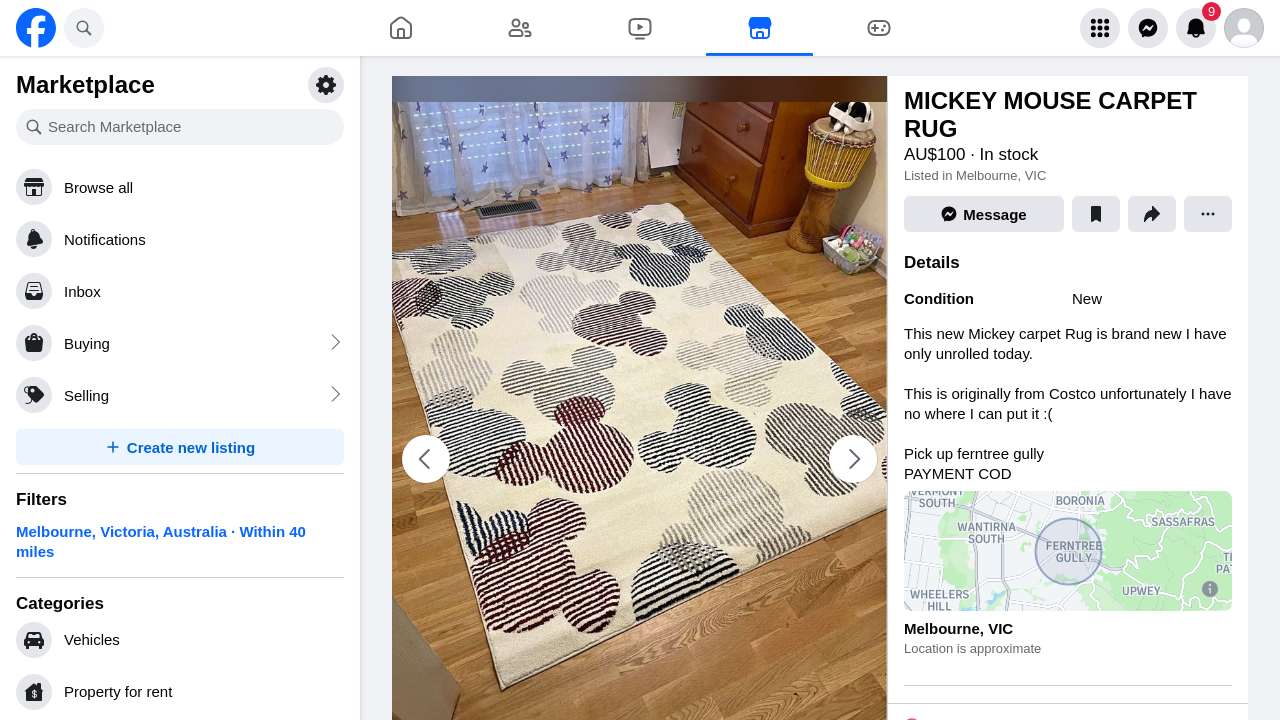 9
Marketplace
Search Marketplace
Browse all
Notifications
Inbox
Buying
Selling
Create new listing
Filters
Melbourne, Victoria, Australia · Within 40
miles
Categories
Vehicles
Property for rent
MICKEY MOUSE CARPET
RUG
AU$100 · In stock
Listed in Melbourne, VIC
Message
Details
Condition New
This new Mickey carpet Rug is brand new I have
only unrolled today.
This is originally from Costco unfortunately I have
no where I can put it :(
Pick up ferntree gully
PAYMENT COD
VERMONT
SOUTH
BORONIA
WANTIRNA
SOUTH
SASSAFRAS
FERNTREE
GULLY
UPWEY
WHEELERS
HILL
Melbourne, VIC
Location is approximate